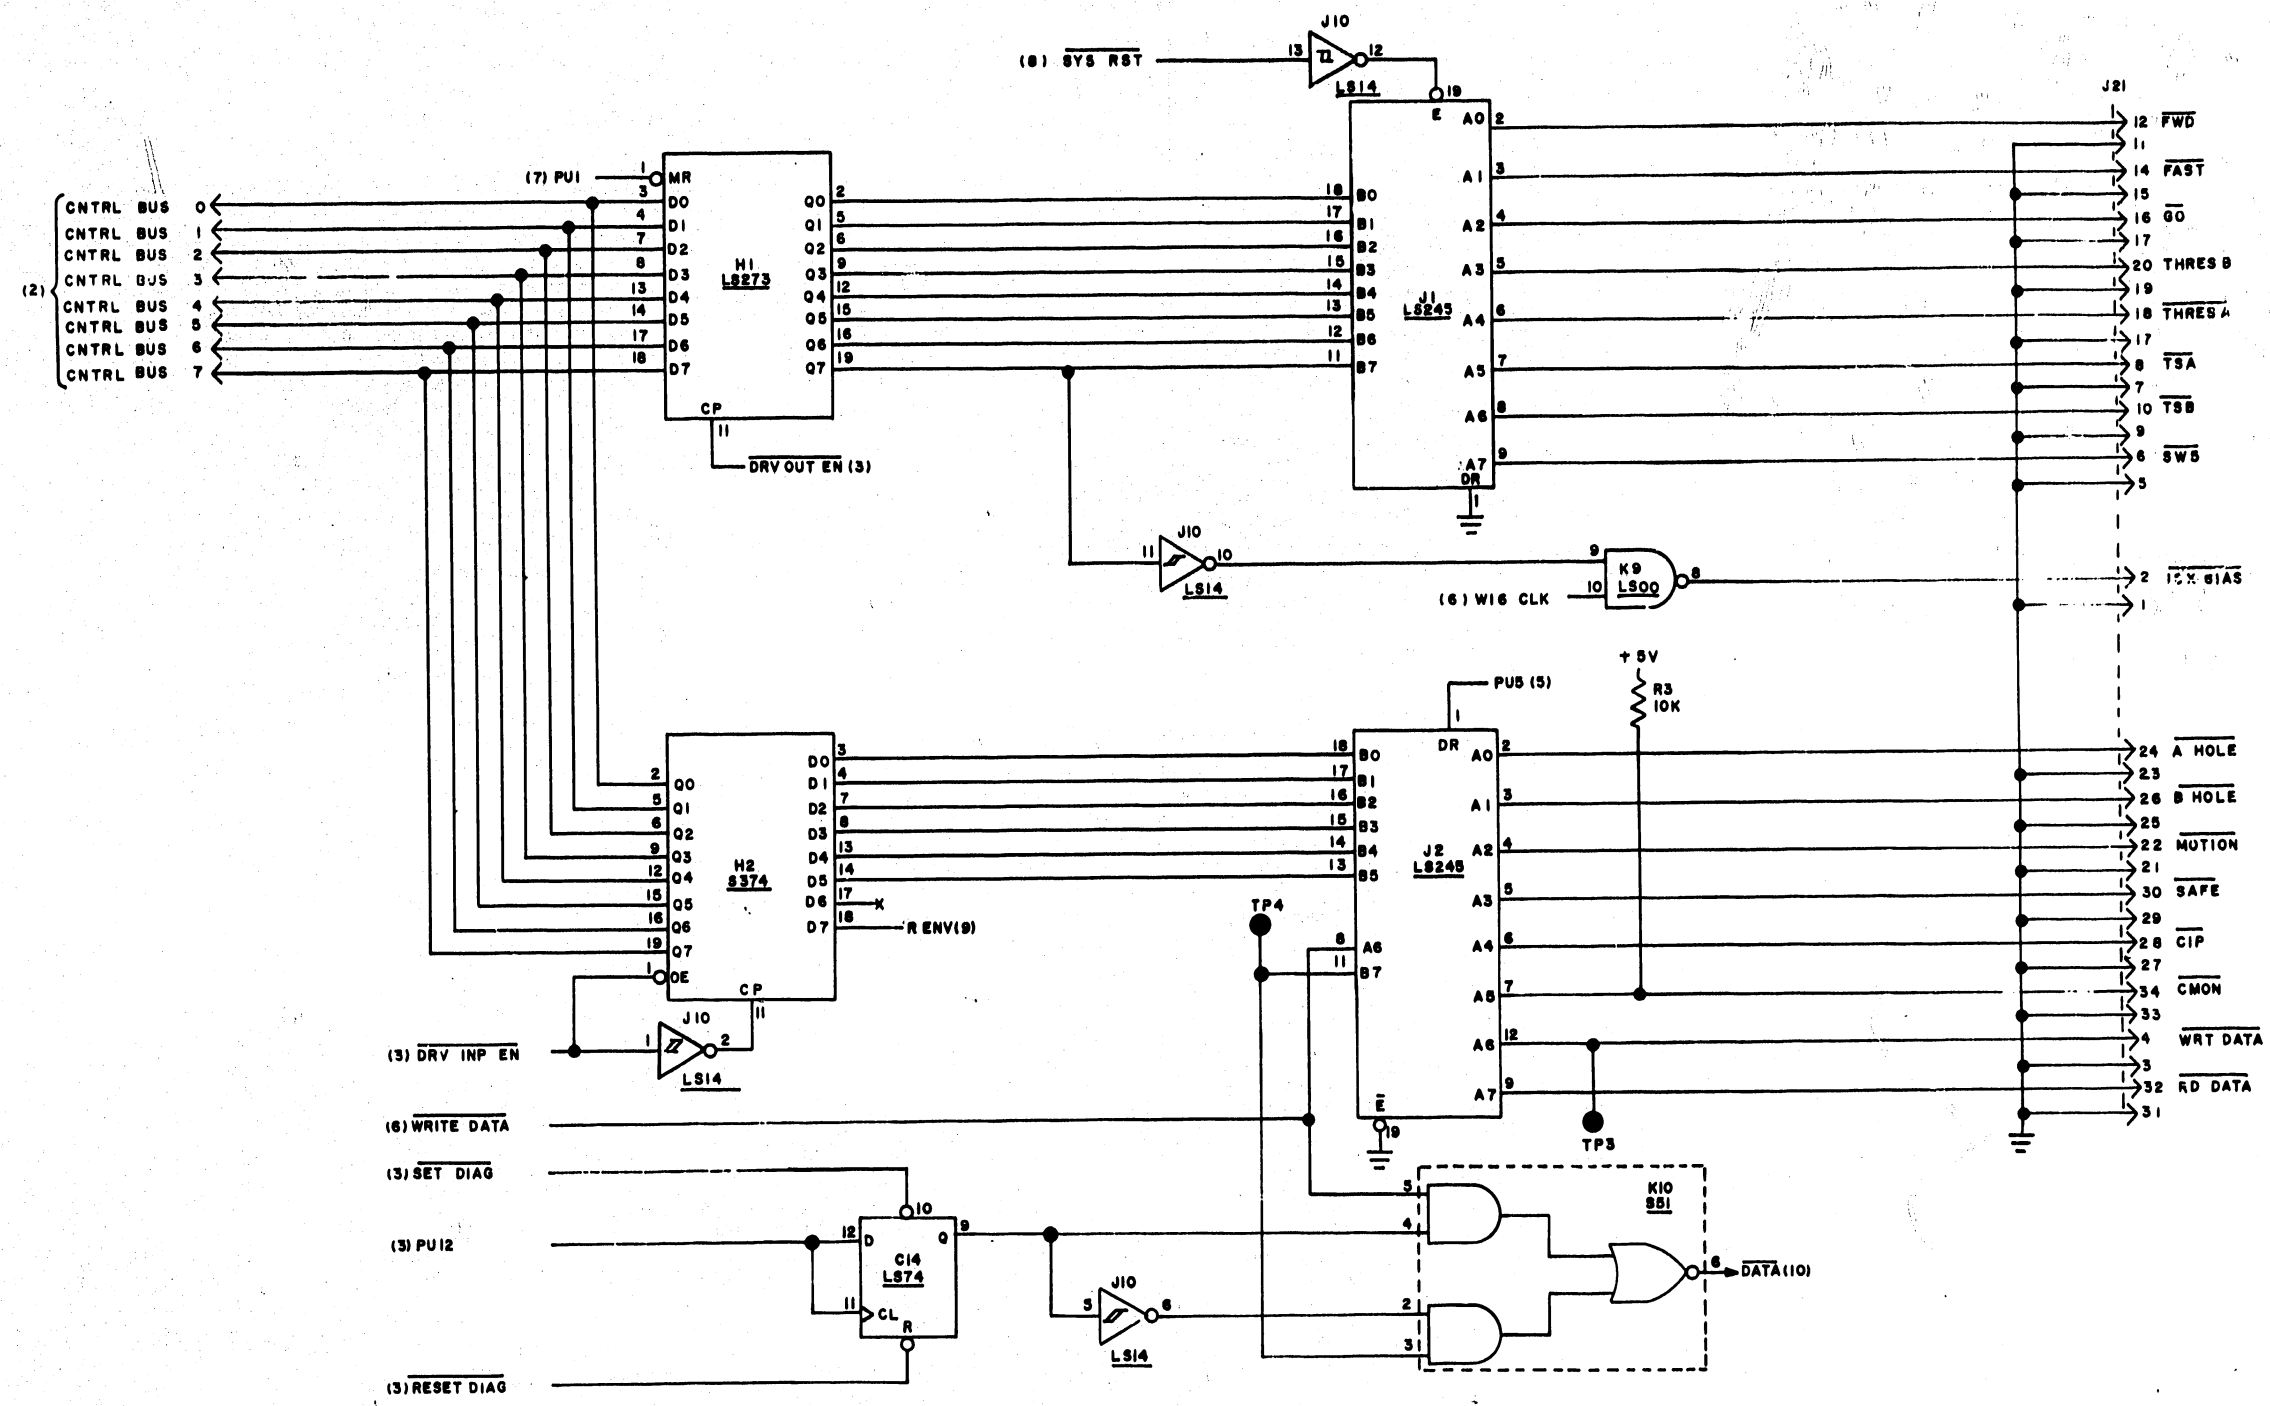 J10
(8) SYS RST 13 12
LS14
19
E
J21
A0 2 12 FWD
11
A1 3 14 FAST
15
A2 4 16 GO
17
A3 5 20 THRES B
19
A4 6 18 THRES A
17
A5 7 8 TSA
7
A6 8 10 TSB
9
A7 9 6 SW5
5
DR
1
J1
LS245
(7) PU1 1 MR
(2)
CNTRL BUS 0 3 D0 Q0 2 18 B0
CNTRL BUS 1 4 D1 Q1 5 17 B1
CNTRL BUS 2 7 D2 Q2 6 16 B2
CNTRL BUS 3 8 D3 Q3 9 15 B3
CNTRL BUS 4 13 D4 Q4 12 14 B4
CNTRL BUS 5 14 D5 Q5 15 13 B5
CNTRL BUS 6 17 D6 Q6 16 12 B6
CNTRL BUS 7 18 D7 Q7 19 11 B7
H1
LS273
CP
11
DRV OUT EN (3)
J10
11 10
LS14
9
K9
LS00
8
10
(6) W16 CLK
2 BIAS
1
+5V
R3
10K
PU5 (5)
1
DR
2 Q0 D0 3 18 B0 A0 2 24 A HOLE
23
5 Q1 D1 4 17 B1 A1 3 26 B HOLE
25
6 Q2 D2 7 16 B2 A2 4 22 MOTION
21
9 Q3 D3 8 15 B3 A3 5 30 SAFE
29
12 Q4 D4 13 14 B4 A4 6 28 CIP
27
15 Q5 D5 14 13 B5 A5 7 34 CMON
33
16 Q6 D6 17 X 8 A6 A6 12 4 WRT DATA
3
19 Q7 D7 18 R ENV (9) 11 B7 A7 9 32 RD DATA
31
1 OE
H2
S374
CP
11
J2
LS245
TP4
E
19
TP3
J10
(3) DRV INP EN 1 2
LS14
(6) WRITE DATA
(3) SET DIAG
10
(3) PU12 12 D Q 9
C14
LS74
11 CL
R
(3) RESET DIAG
J10
5 6
LS14
K10
S51
5
4
2
3
6 DATA (10)